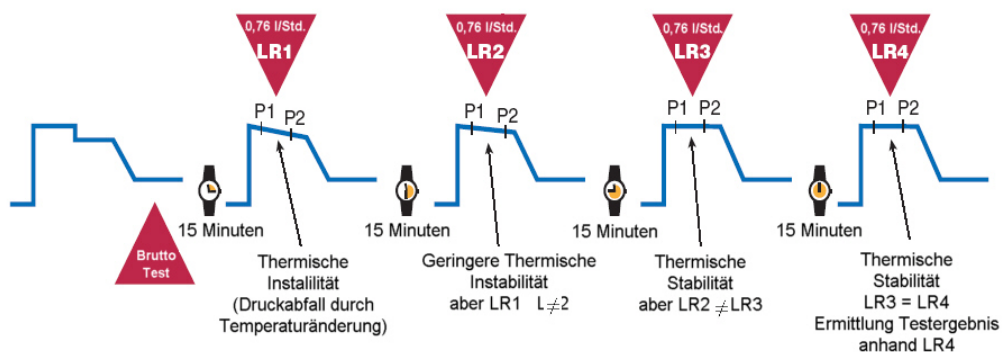 0,76 l/Std.
LR1
0,76 l/Std.
LR2
0,76 l/Std.
LR3
0,76 l/Std.
LR4
P1
P2
P1
P2
P1
P2
P1
P2
Brutto
Test
15 Minuten
15 Minuten
15 Minuten
15 Minuten
Thermische
Instalilität
(Druckabfall durch
Temperaturänderung)
Geringere Thermische
Instabilität
aber LR1 L≠2
Thermische
Stabilität
aber LR2 ≠LR3
Thermische
Stabilität
LR3 = LR4
Ermittlung Testergebnis
anhand LR4